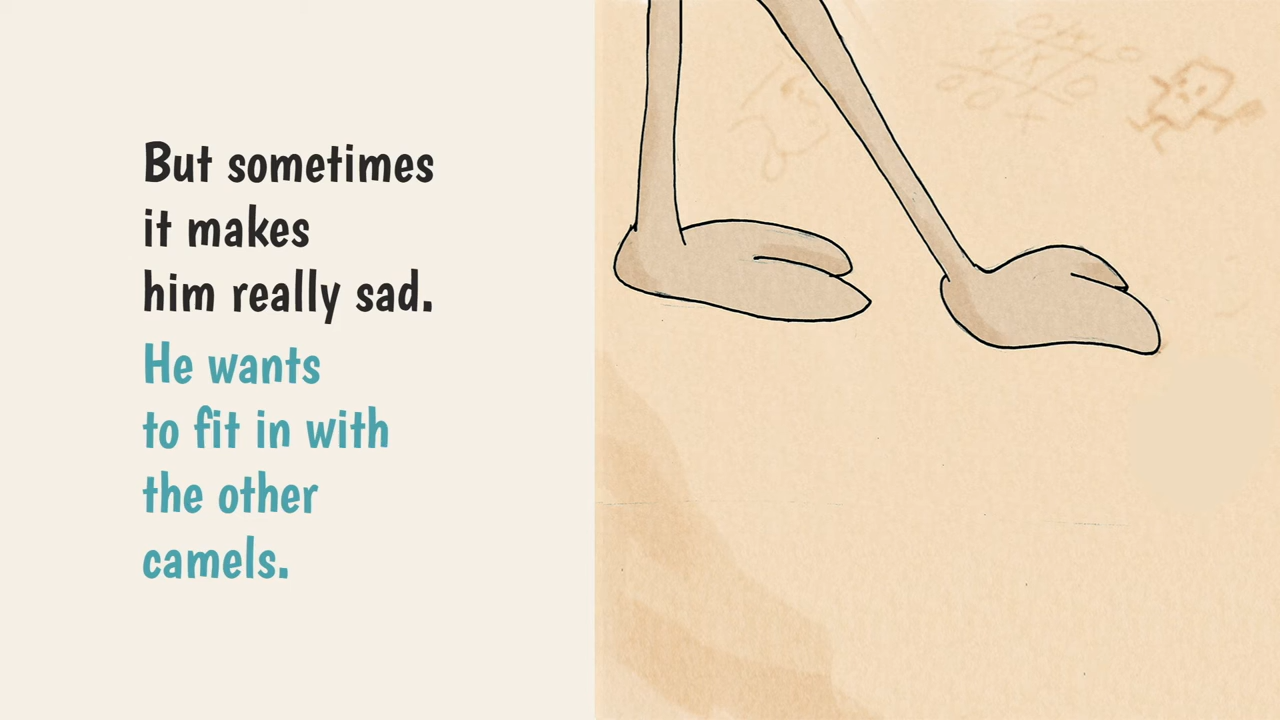 But sometimes
it makes
him really sad.
He wants
to fit in with
the other
camels.